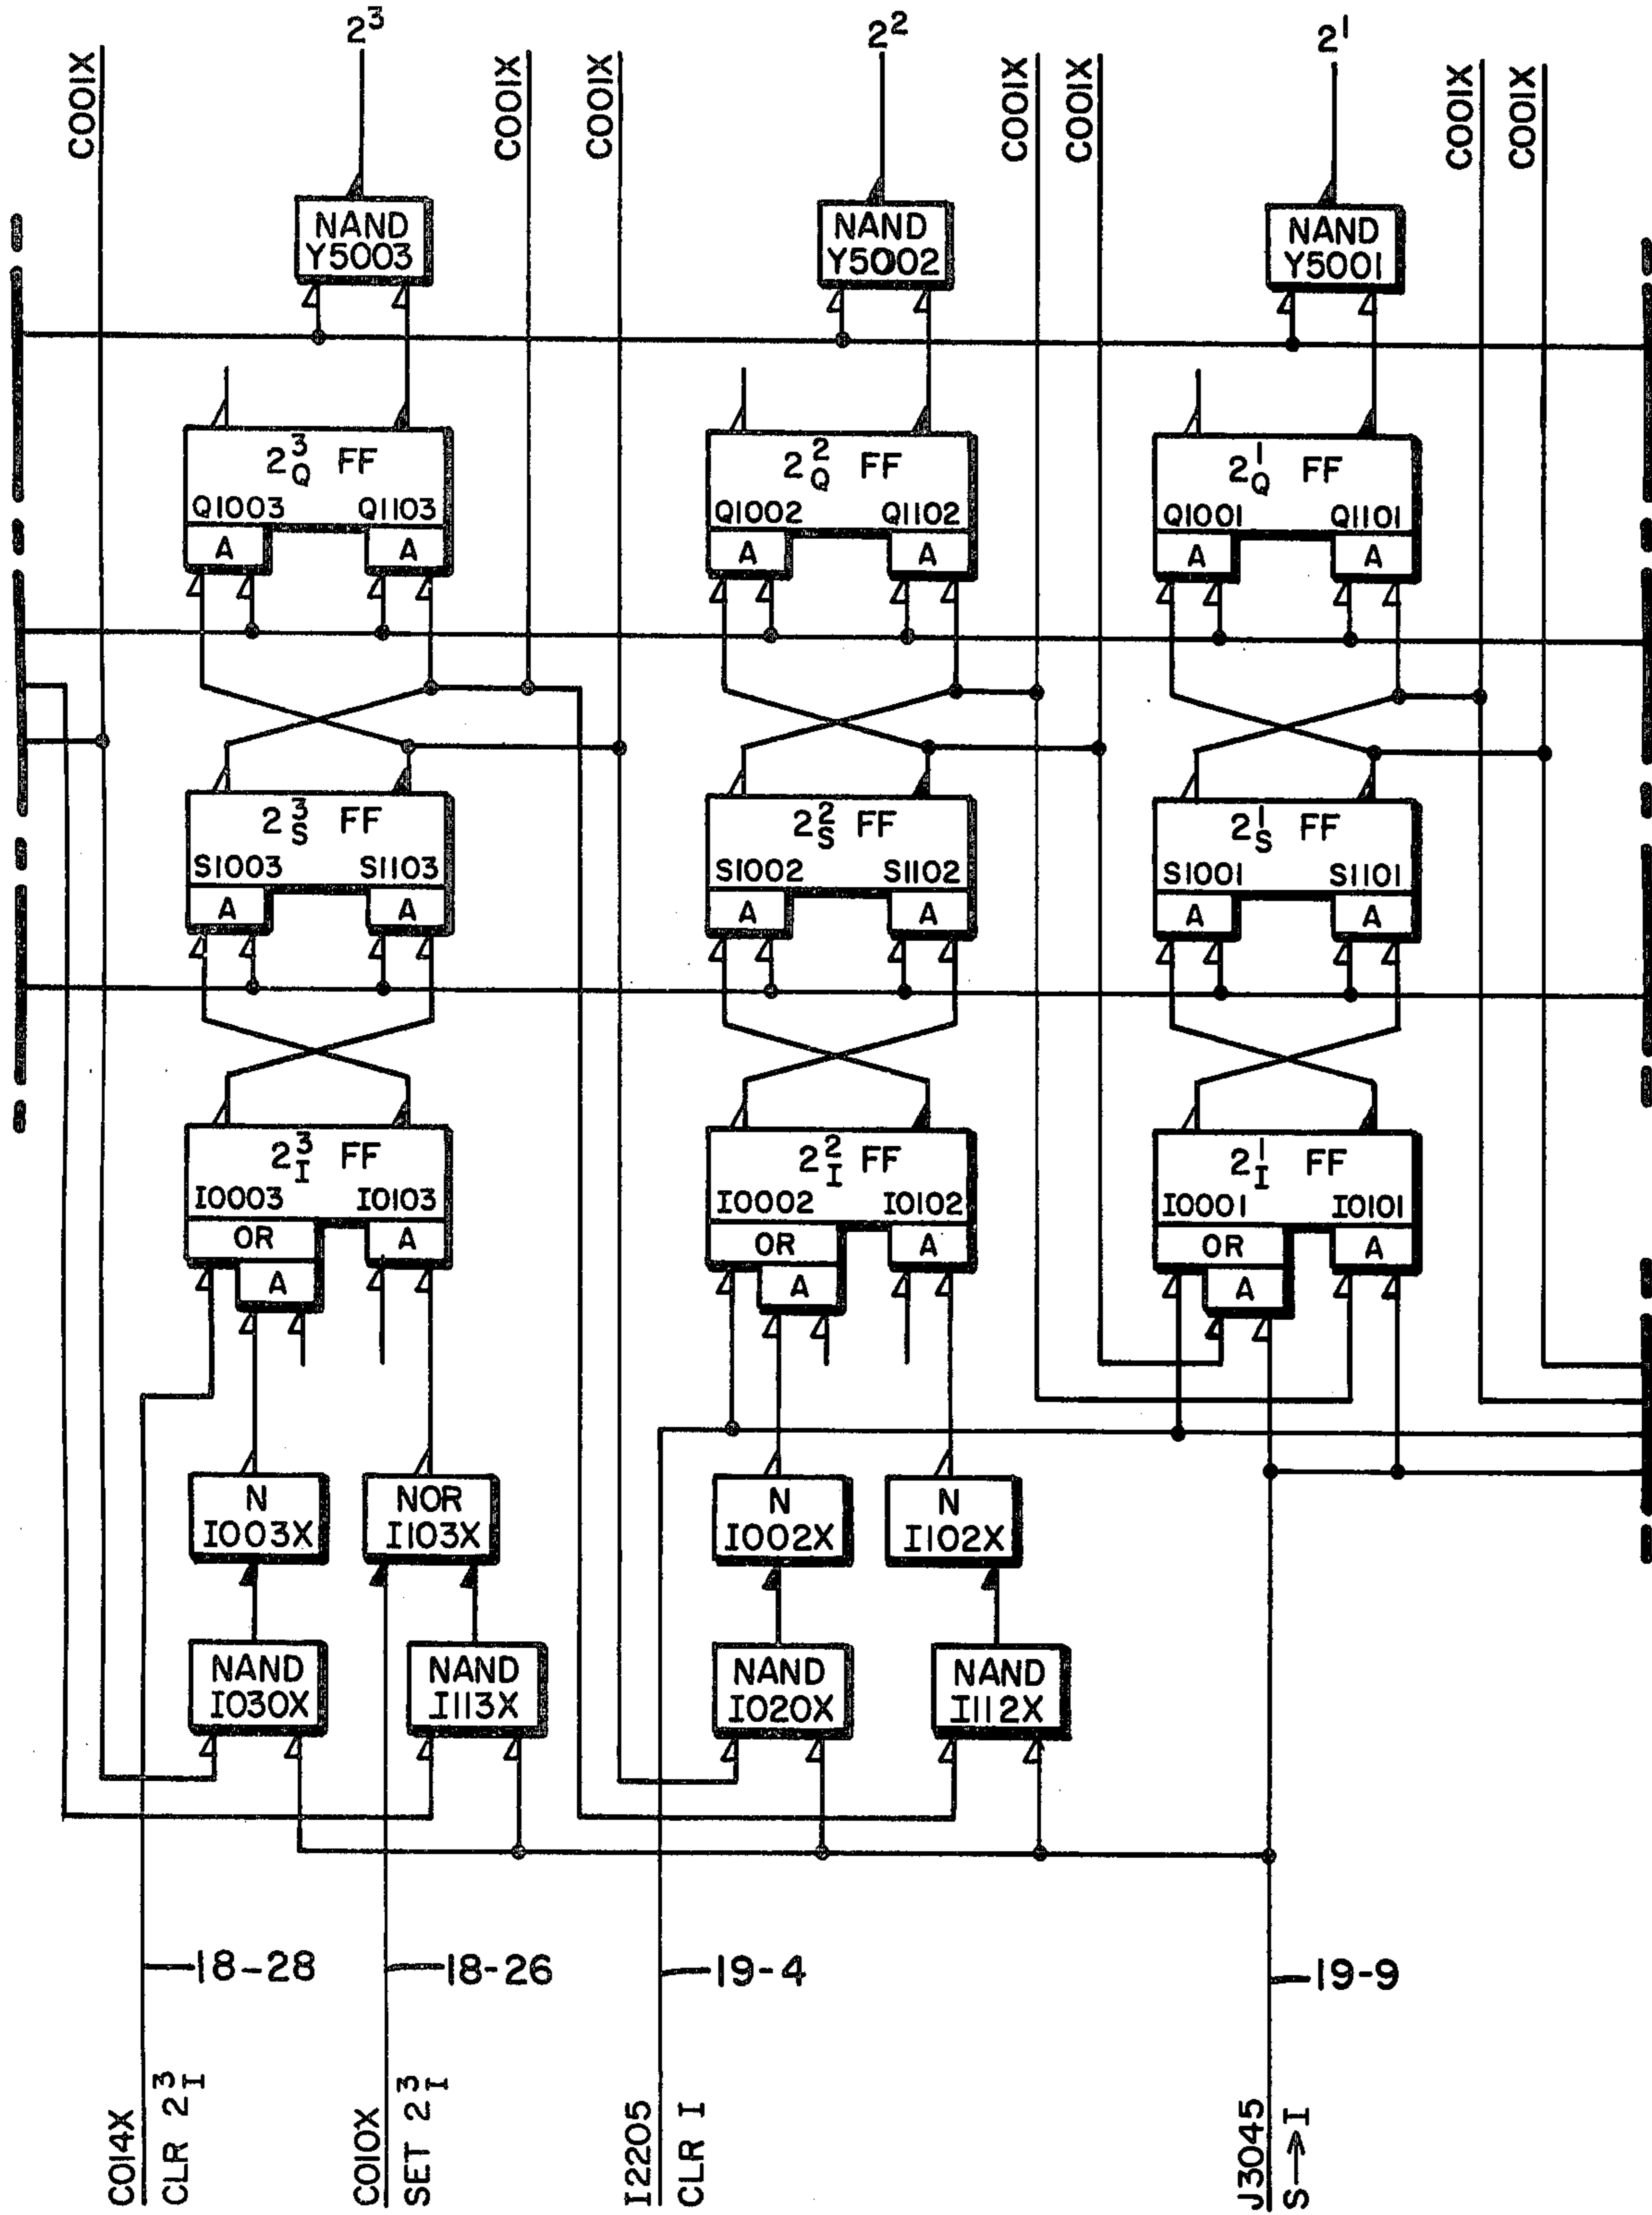 2³ 2² 2¹
C001X C001X C001X C001X C001X C001X C001X
NAND NAND NAND
Y5003 Y5002 Y5001
2³Q FF 2²Q FF 2¹Q FF
Q1003 Q1103 Q1002 Q1102 Q1001 Q1101
A A A A A A
2³S FF 2²S FF 2¹S FF
S1003 S1103 S1002 S1102 S1001 S1101
A A A A A A
2³I FF 2²I FF 2¹I FF
I0003 I0103 I0002 I0102 I0001 I0101
OR A OR A OR A
A A A
N NOR N N
I003X I103X I002X I102X
NAND NAND NAND NAND
I030X I113X I020X I112X
18-28 18-26 19-4 19-9
C014X
CLR 2³I
C010X
SET 2³I
I2205
CLR I
J3045
S→I